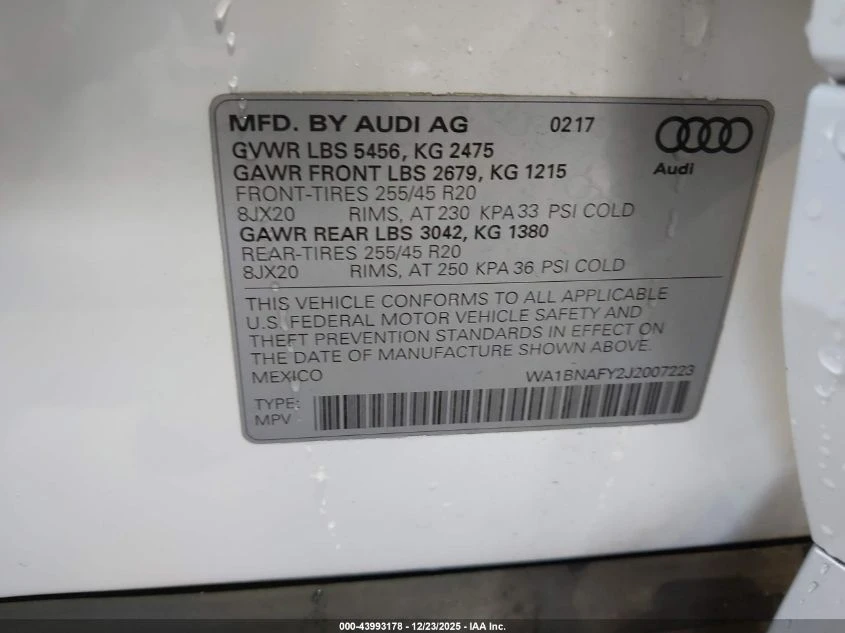 MFD. BY AUDI AG 0217
Audi
GVWR LBS 5456, KG 2475
GAWR FRONT LBS 2679, KG 1215
FRONT-TIRES 255/45 R20
8JX20 RIMS, AT 230 KPA 33 PSI COLD
GAWR REAR LBS 3042, KG 1380
REAR-TIRES 255/45 R20
8JX20 RIMS, AT 250 KPA 36 PSI COLD
THIS VEHICLE CONFORMS TO ALL APPLICABLE
U.S. FEDERAL MOTOR VEHICLE SAFETY AND
THEFT PREVENTION STANDARDS IN EFFECT ON
THE DATE OF MANUFACTURE SHOWN ABOVE.
MEXICO WA1BNAFY2J2007223
TYPE:
MPV
000-43993178 - 12/23/2025 - IAA Inc.